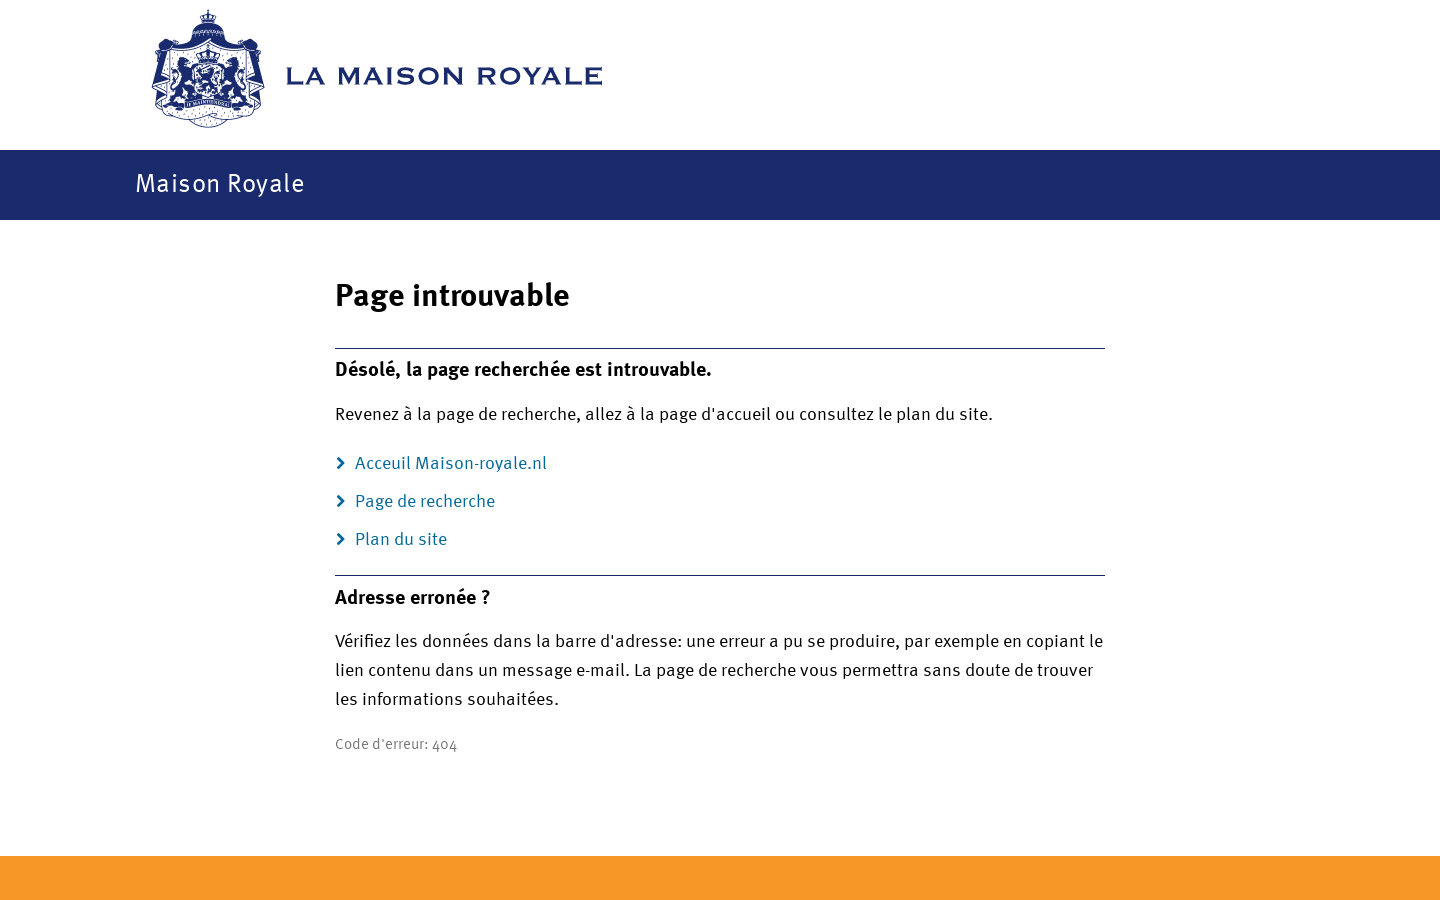 JE MAINTIENDRAI
LA MAISON ROYALE
Maison Royale
Page introuvable
Désolé, la page recherchée est introuvable.
Revenez à la page de recherche, allez à la page d'accueil ou consultez le plan du site.
Acceuil Maison-royale.nl
Page de recherche
Plan du site
Adresse erronée ?
Vérifiez les données dans la barre d'adresse: une erreur a pu se produire, par exemple en copiant le
lien contenu dans un message e-mail. La page de recherche vous permettra sans doute de trouver
les informations souhaitées.
Code d'erreur: 404